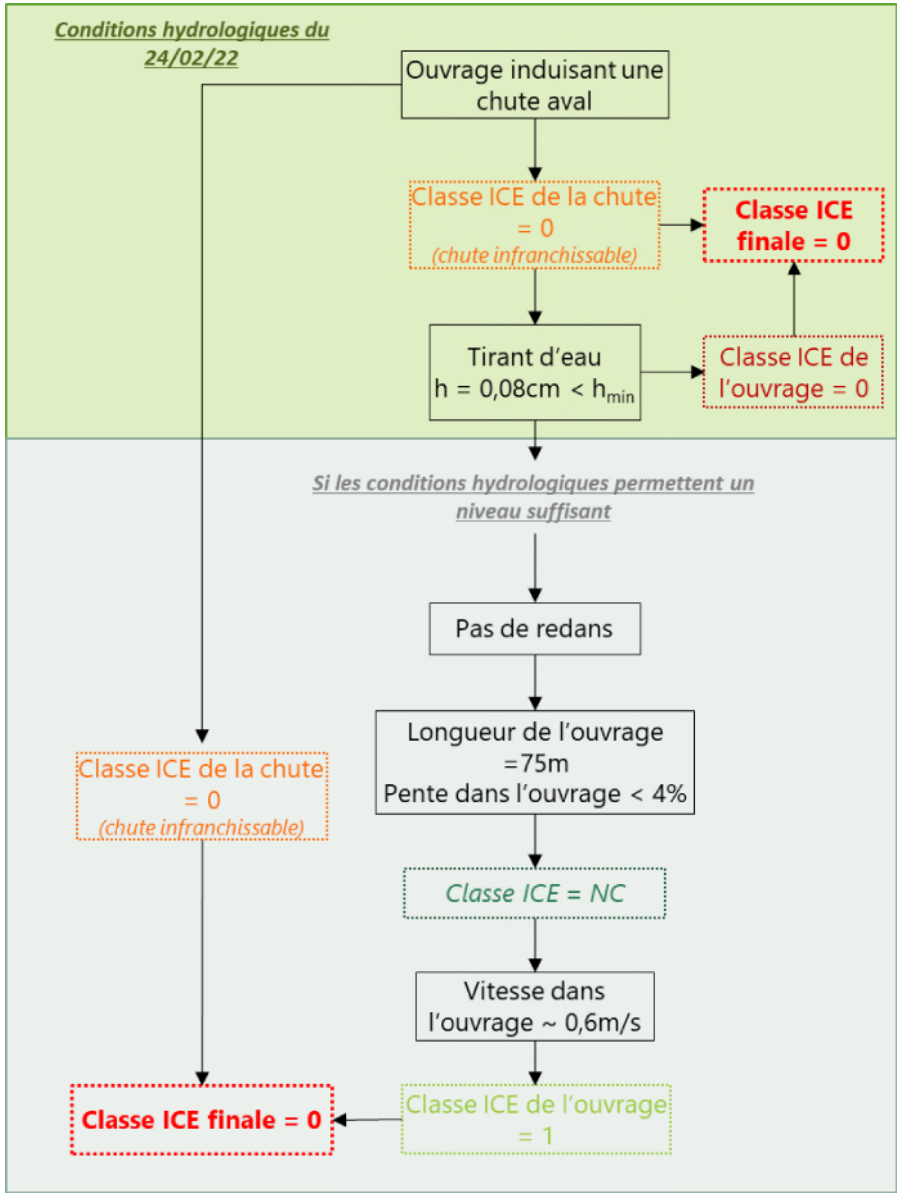 Conditions hydrologiques du
24/02/22
Ouvrage induisant une
chute aval
Classe ICE de la chute
= 0
(chute infranchissable)
Classe ICE
finale = 0
Tirant d'eau
h = 0,08cm < hmin
Classe ICE de
l'ouvrage = 0
Si les conditions hydrologiques permettent un
niveau suffisant
Pas de redans
Longueur de l'ouvrage
=75m
Pente dans l'ouvrage < 4%
Classe ICE de la chute
= 0
(chute infranchissable)
Classe ICE = NC
Vitesse dans
l'ouvrage ~ 0,6m/s
Classe ICE finale = 0
Classe ICE de l'ouvrage
= 1